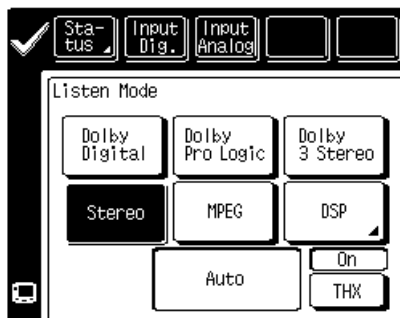 Sta-
tus
Input
Dig.
Input
Analog
Listen Mode
Dolby
Digital
Dolby
Pro Logic
Dolby
3 Stereo
Stereo
MPEG
DSP
Auto
On
THX